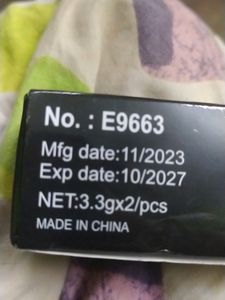 No. : E9663
Mfg date:11/2023
Exp date:10/2027
NET:3.3gx2/pcs
MADE IN CHINA